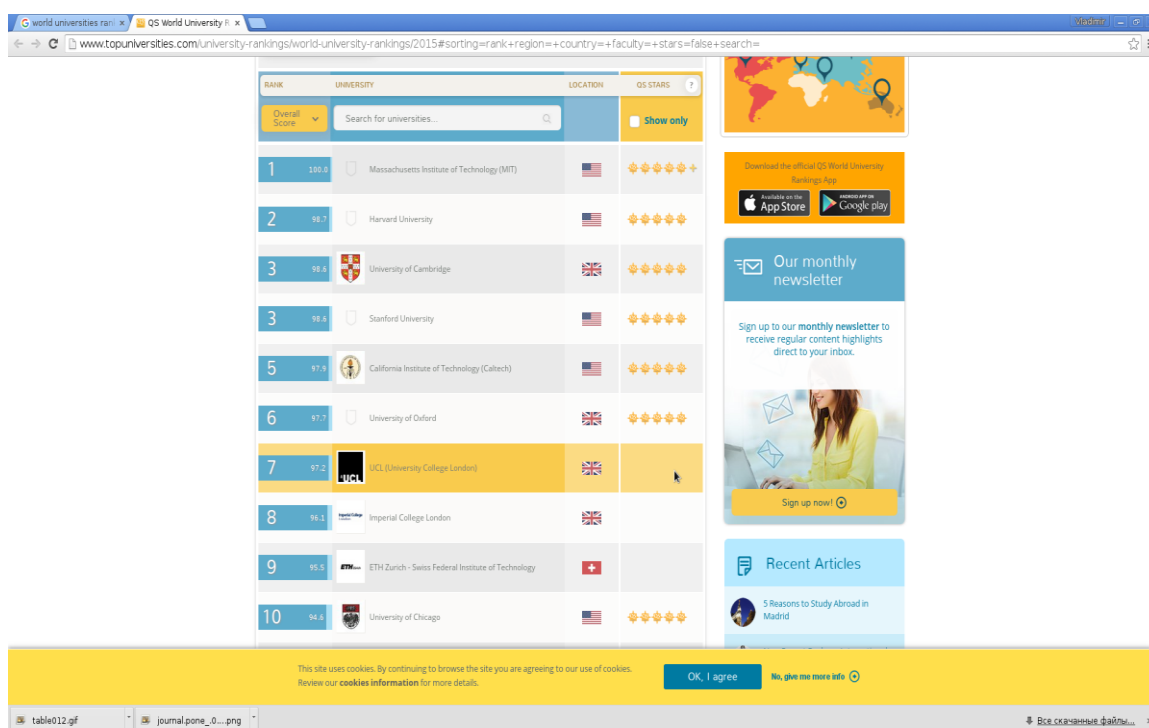 world universities ran
QS World University R
Vladimir
www.topuniversities.com/university-rankings/world-university-rankings/2015#sorting=rank+region=+country=+faculty=+stars=false+search=
RANK UNIVERSITY LOCATION QS STARS ?
Overall
Score
Search for universities...
Show only
1 100.0 Massachusetts Institute of Technology (MIT)
2 98.7 Harvard University
3 98.6 University of Cambridge
3 98.6 Stanford University
5 97.9 California Institute of Technology (Caltech)
6 97.7 University of Oxford
7 97.2 UCL UCL (University College London)
8 96.1 Imperial College London
9 95.5 ETH ETH Zurich - Swiss Federal Institute of Technology
10 94.6 University of Chicago
Download the official QS World University
Rankings App
Available on the
App Store
ANDROID APP ON
Google play
Our monthly
newsletter
Sign up to our monthly newsletter to
receive regular content highlights
direct to your inbox.
Sign up now!
Recent Articles
5 Reasons to Study Abroad in
Madrid
This site uses cookies. By continuing to browse the site you are agreeing to our use of cookies.
Review our cookies information for more details.
OK, I agree
No, give me more info
table012.gif
journal.pone_.0....png
Все скачанные файлы...